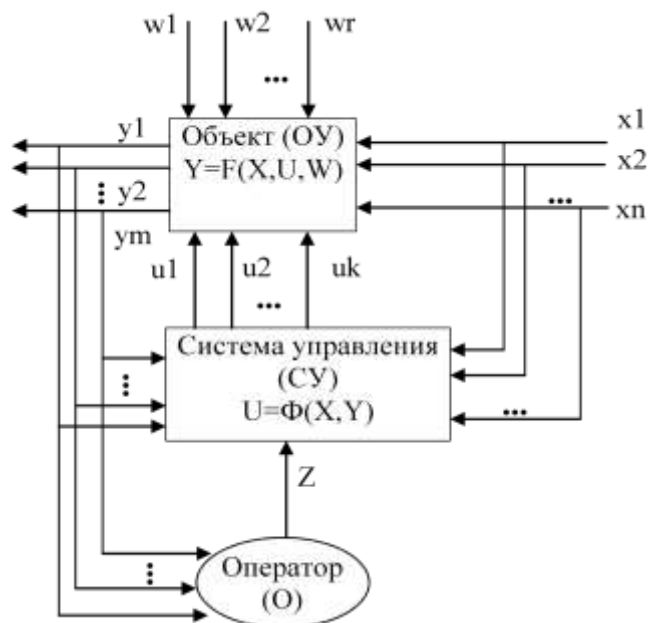 w1 w2 wr
...
y1
Объект (ОУ)
Y=F(X,U,W)
x1
x2
...
xn
...
y2
ym
u1 u2 uk
...
Система управления
(СУ)
U=Ф(X,Y)
...
...
Z
...
Оператор
(О)